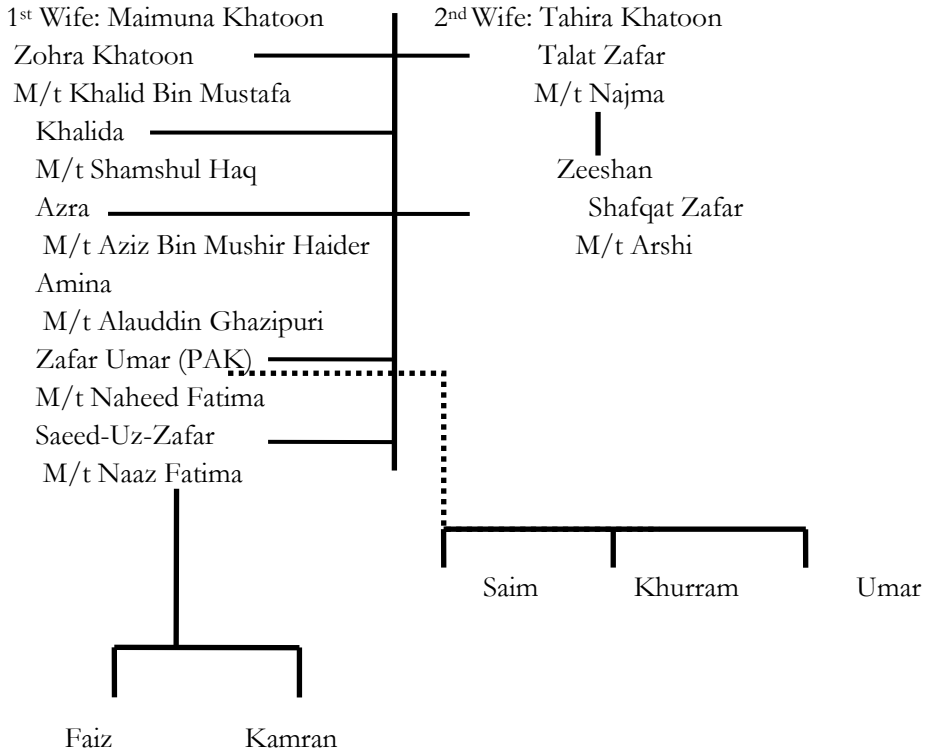 1st Wife: Maimuna Khatoon
Zohra Khatoon
M/t Khalid Bin Mustafa
Khalida
M/t Shamshul Haq
Azra
M/t Aziz Bin Mushir Haider
Amina
M/t Alauddin Ghazipuri
Zafar Umar (PAK)
M/t Naheed Fatima
Saeed-Uz-Zafar
M/t Naaz Fatima
Faiz
Kamran
2nd Wife: Tahira Khatoon
Talat Zafar
M/t Najma
Zeeshan
Shafqat Zafar
M/t Arshi
Saim
Khurram
Umar